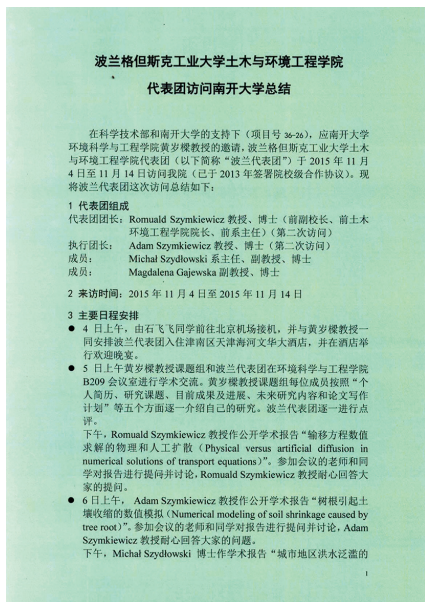 波兰格但斯克工业大学土木与环境工程学院
代表团访问南开大学总结
在科学技术部和南开大学的支持下（项目号 36-26），应南开大学
环境科学与工程学院黄岁樑教授的邀请，波兰格但斯克工业大学土木
与环境工程学院代表团（以下简称“波兰代表团”）于 2015 年 11 月
4 日至 11 月 14 日访问我院（已于 2013 年签署院校级合作协议）。现
将波兰代表团这次访问总结如下：
1 代表团组成
代表团团长：Romuald Szymkiewicz 教授、博士（前副校长、前土木
环境工程学院院长、前系主任）（第二次访问）
执行团长： Adam Szymkiewicz 教授、博士（第二次访问）
成员： Michał Szydłowski 系主任、副教授、博士
成员： Magdalena Gajewska 副教授、博士
2 来访时间：2015 年 11 月 4 日至 2015 年 11 月 14 日
3 主要日程安排
● 4 日上午，由石飞飞同学前往北京机场接机，并与黄岁樑教授一
同安排波兰代表团入住津南区天津海河文华大酒店，并在酒店举
行欢迎晚宴。
● 5 日上午黄岁樑教授课题组和波兰代表团在环境科学与工程学院
B209 会议室进行学术交流。黄岁樑教授课题组每位成员按照“个
人简历、研究课题、目前成果及进展、未来研究内容和论文写作
计划”等五个方面逐一介绍自己的研究。波兰代表团逐一进行点
评。
下午，Romuald Szymkiewicz 教授作公开学术报告“输移方程数值
求解的物理和人工扩散（Physical versus artificial diffusion in
numerical solutions of transport equations）”。参加会议的老师和同
学对报告进行提问并讨论，Romuald Szymkiewicz 教授耐心回答大
家的提问。
● 6 日上午， Adam Szymkiewicz 教授作公开学术报告“树根引起土
壤收缩的数值模拟（Numerical modeling of soil shrinkage caused by
tree root）”。参加会议的老师和同学对报告进行提问并讨论，Adam
Szymkiewicz 教授耐心回答大家的问题。
下午，Michał Szydłowski 博士作学术报告“城市地区洪水泛滥的
1